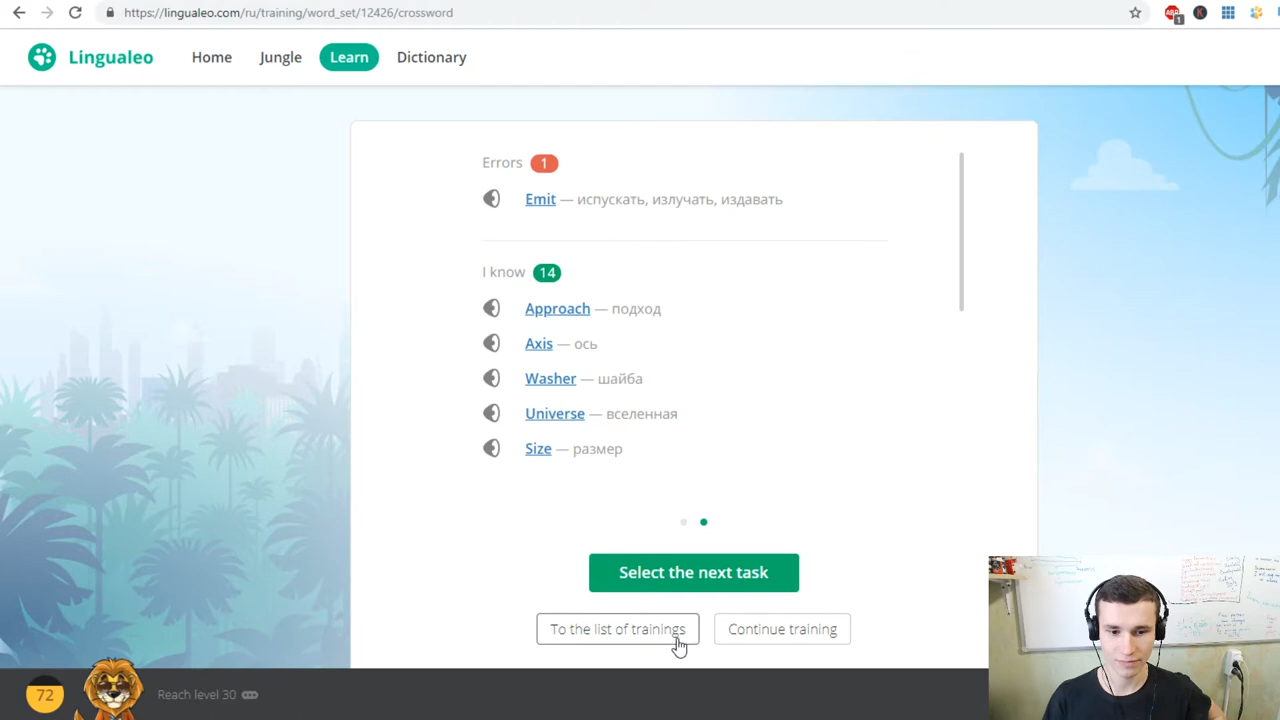 https://lingualeo.com/ru/training/word_set/12426/crossword
1
Lingualeo Home Jungle Learn Dictionary
Errors 1
Emit — испускать, излучать, издавать
I know 14
Approach — подход
Axis — ось
Washer — шайба
Universe — вселенная
Size — размер
Select the next task
To the list of trainings Continue training
72 Reach level 30